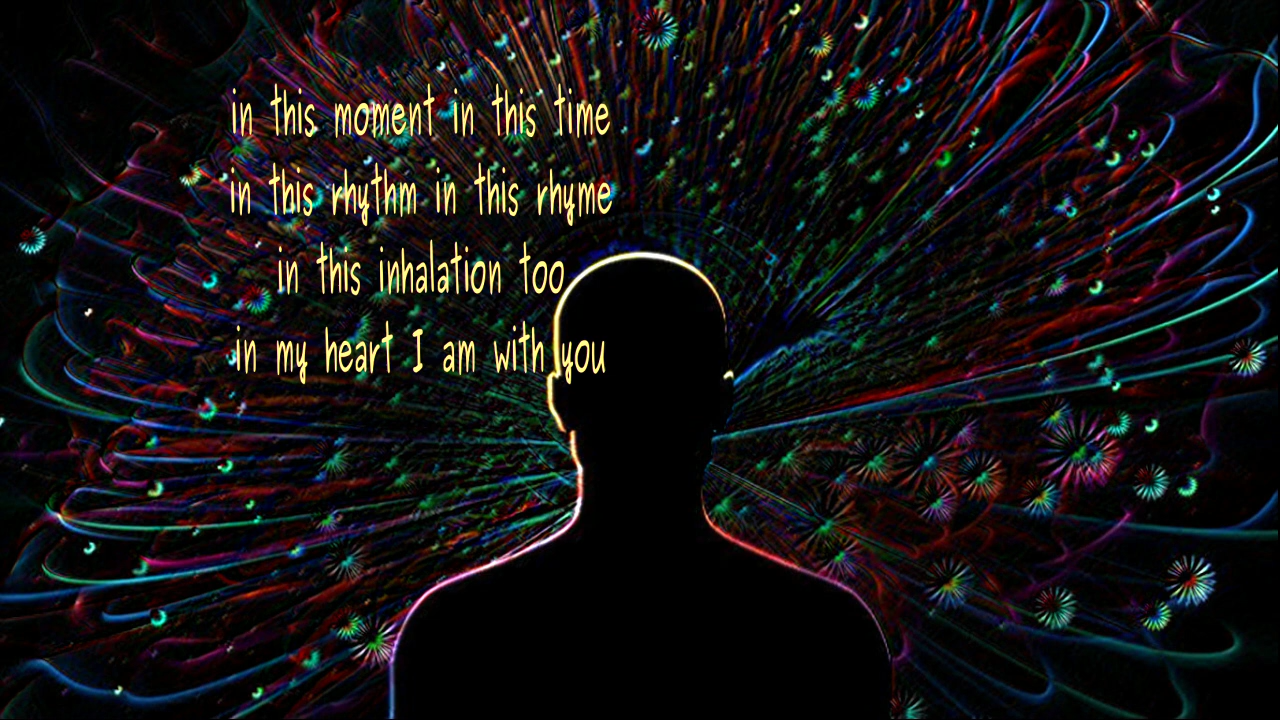 in this moment in this time
in this rhythm in this rhyme
in this inhalation too
in my heart I am with you